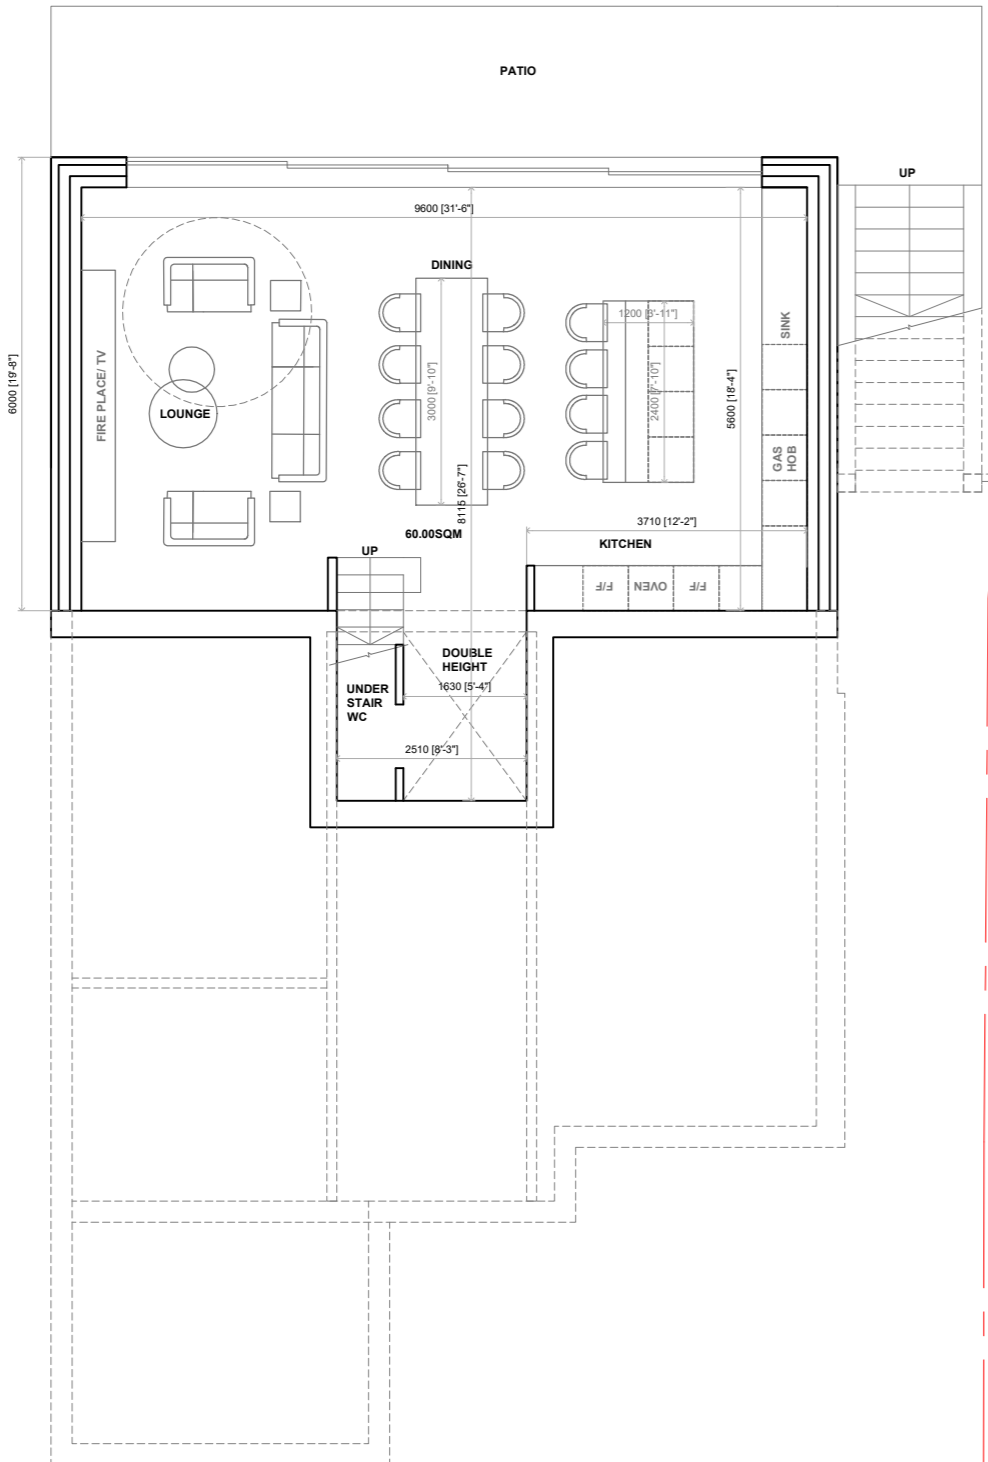 PATIO
UP
9600 [31'-6"]
DINING
6000 [19'-8"]
FIRE PLACE/ TV
LOUNGE
3000 [9'-10"]
1200 [3'-11"]
2400 [7'-10"]
5600 [18'-4"]
SINK
GAS
HOB
8115 [26'-7"]
3710 [12'-2"]
60.00SQM
KITCHEN
UP
F/F
OVEN
F/F
DOUBLE
HEIGHT
1630 [5'-4"]
UNDER
STAIR
WC
2510 [8'-3"]